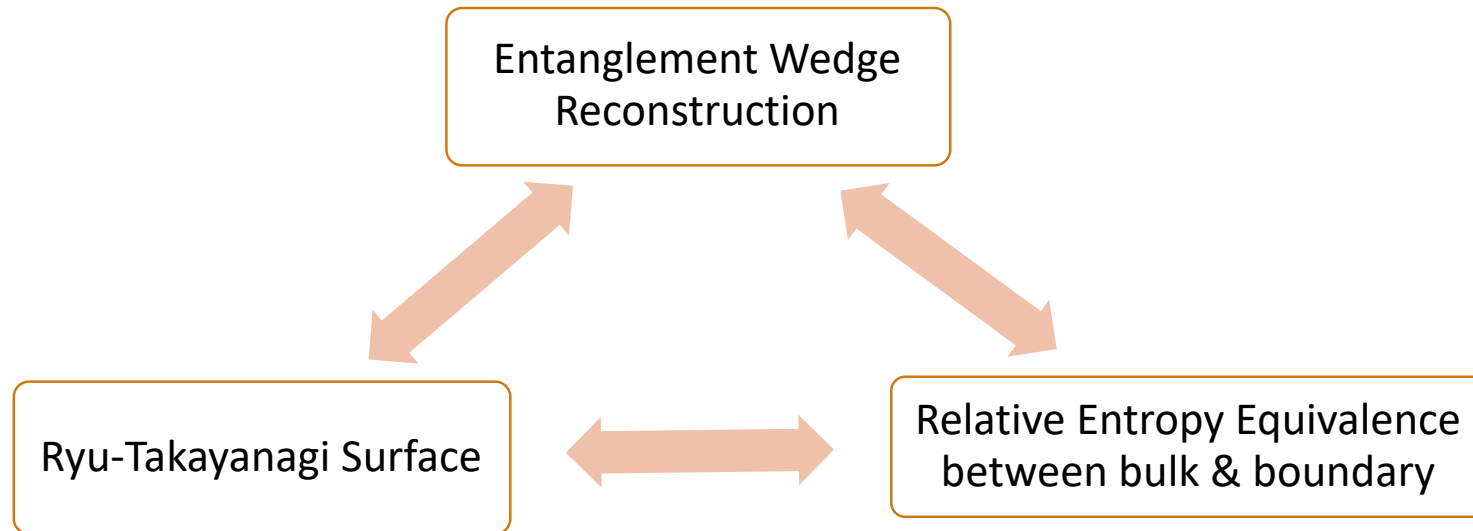 Entanglement Wedge
Reconstruction
Ryu-Takayanagi Surface
Relative Entropy Equivalence
between bulk & boundary